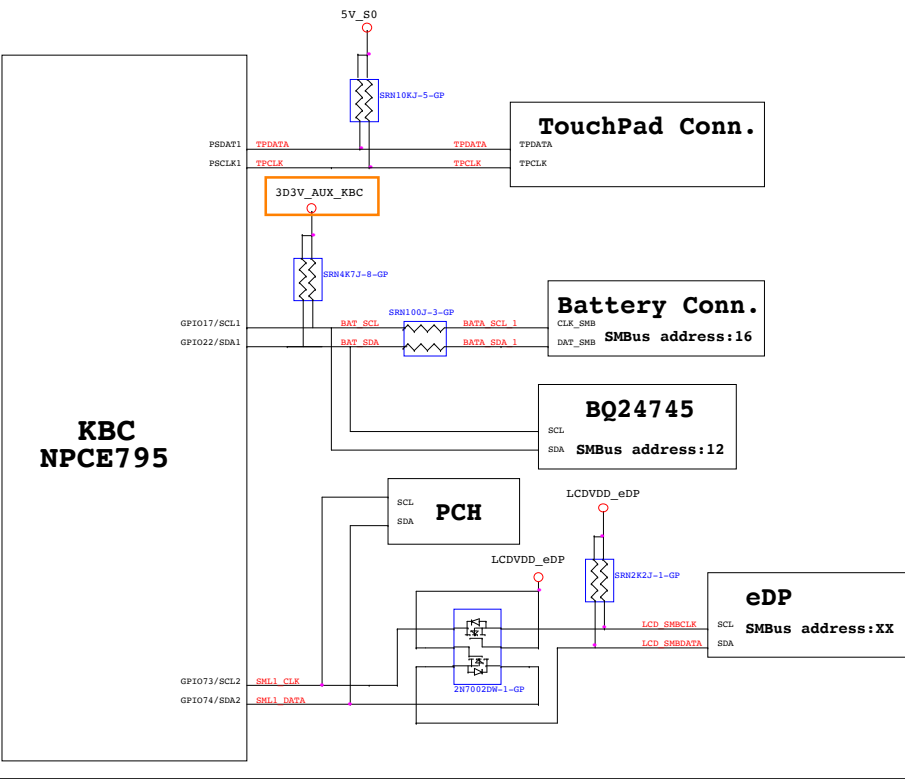 5V_S0
SRN10KJ-5-GP
TouchPad Conn.
PSDAT1 TPDATA TPDATA TPDATA
PSCLK1 TPCLK TPCLK TPCLK
3D3V_AUX_KBC
SRN4K7J-8-GP
Battery Conn.
SRN100J-3-GP
GPIO17/SCL1 BAT_SCL BATA_SCL_1 CLK_SMB
GPIO22/SDA1 BAT_SDA BATA_SDA_1 DAT_SMB SMBus address:16
BQ24745
SCL
SDA SMBus address:12
KBC
NPCE795
SCL
SDA
PCH
LCDVDD_eDP
LCDVDD_eDP
SRN2K2J-1-GP
eDP
LCD_SMBCLK SCL SMBus address:XX
LCD_SMBDATA SDA
GPIO73/SCL2 SML1_CLK
2N7002DW-1-GP
GPIO74/SDA2 SML1_DATA